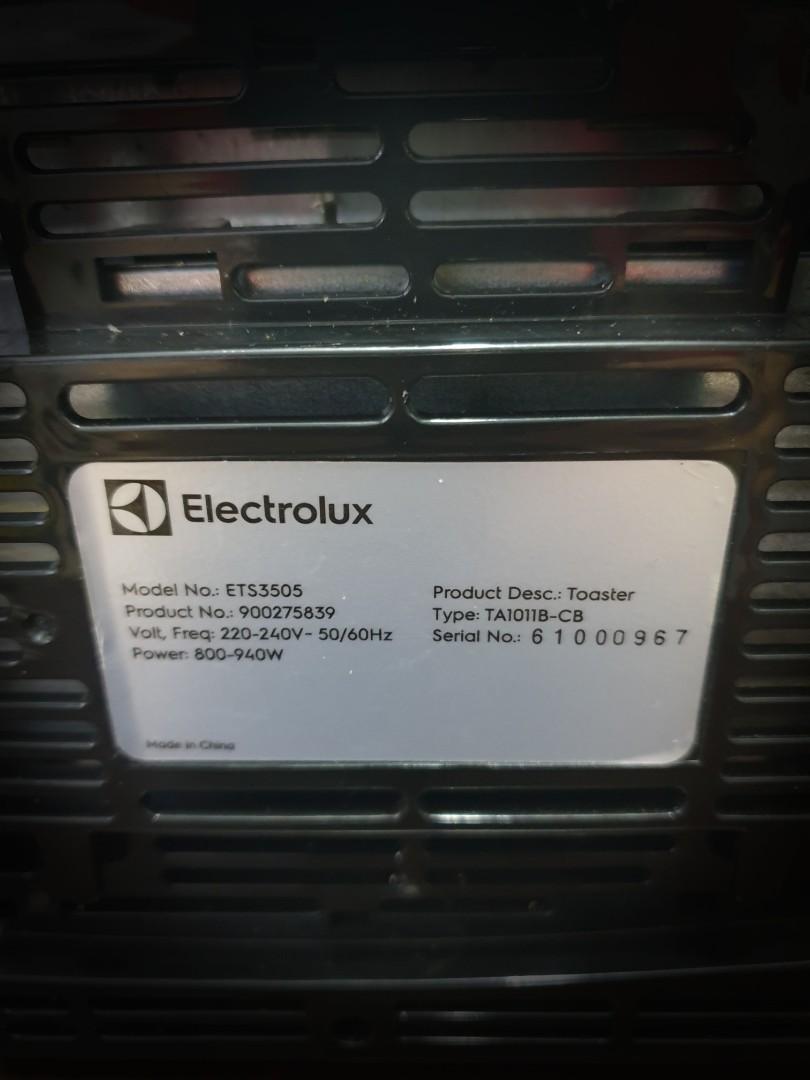 Electrolux
Model No.: ETS3505
Product No.: 900275839
Volt, Freq: 220-240V~ 50/60Hz
Power: 800-940W
Product Desc.: Toaster
Type: TA1011B-CB
Serial No.: 61000967
Made in China